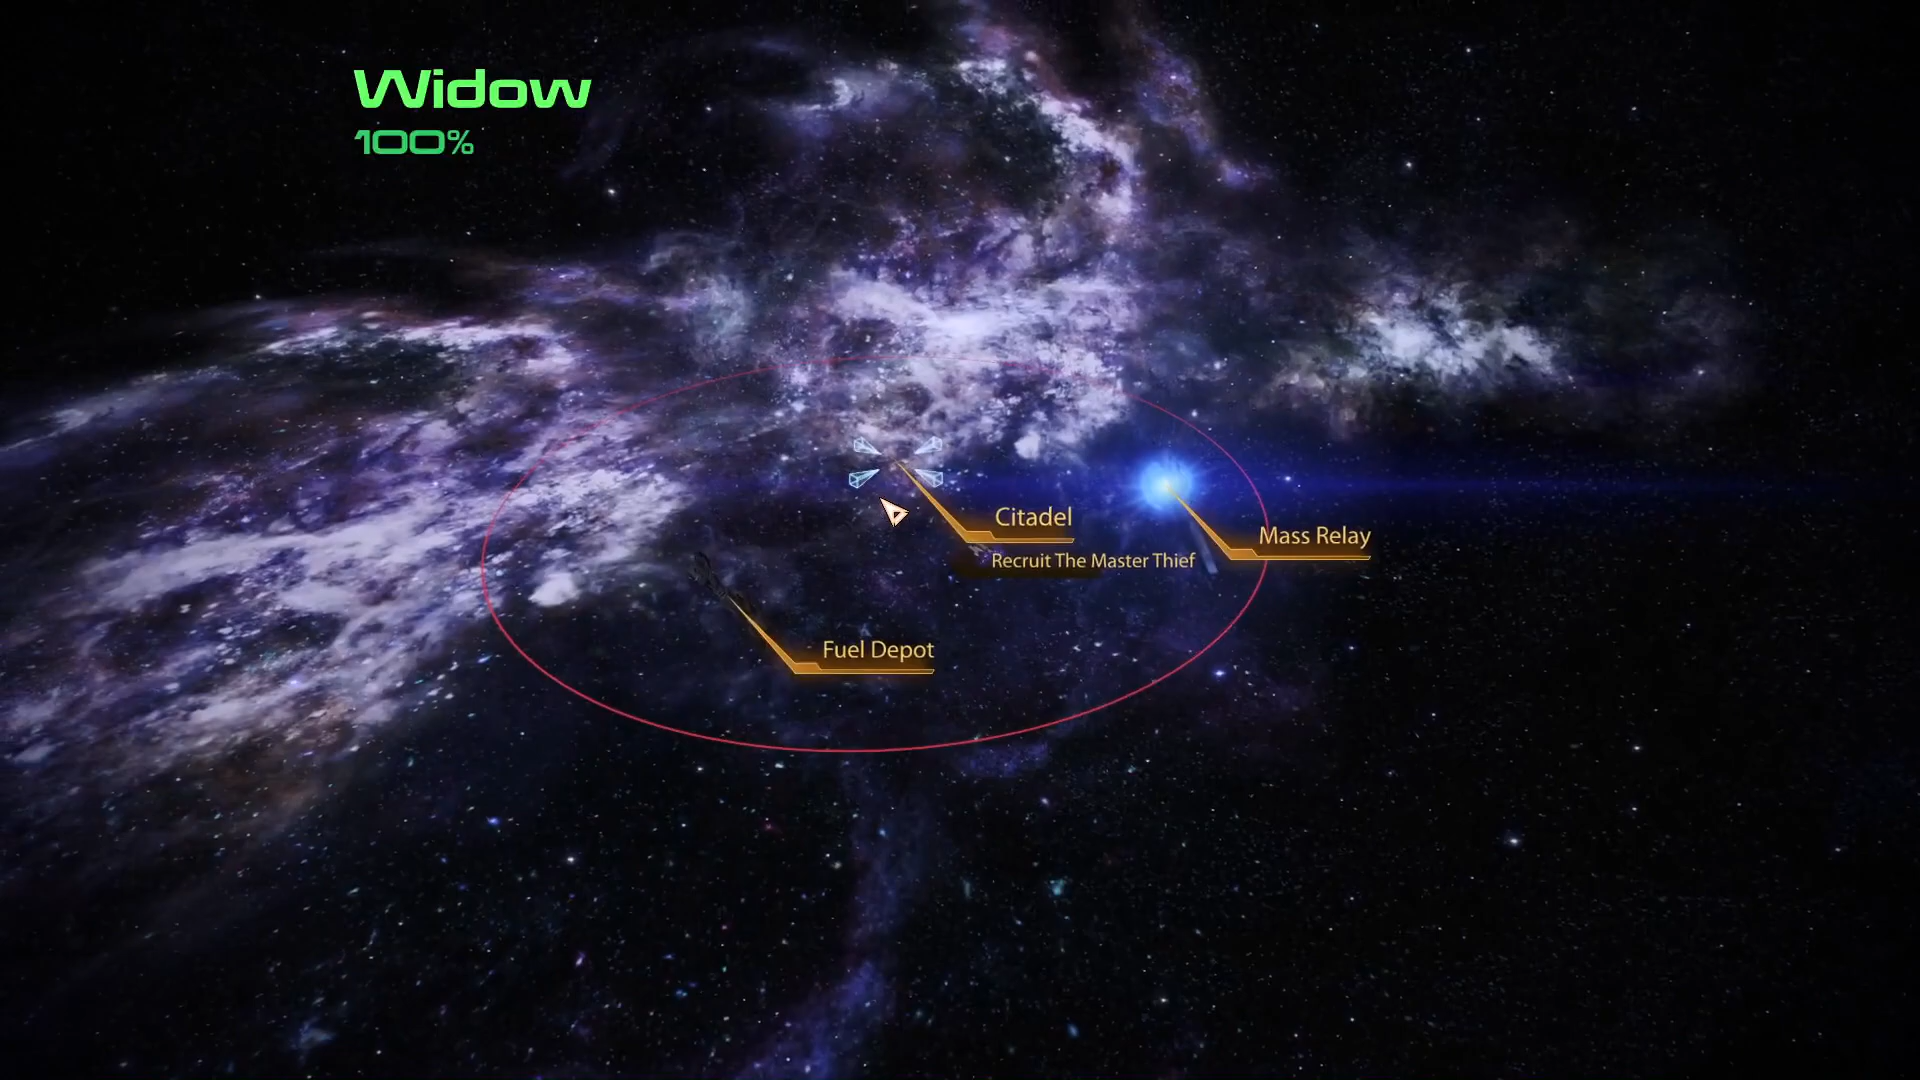 Widow
100%
Citadel
Recruit The Master Thief
Mass Relay
Fuel Depot